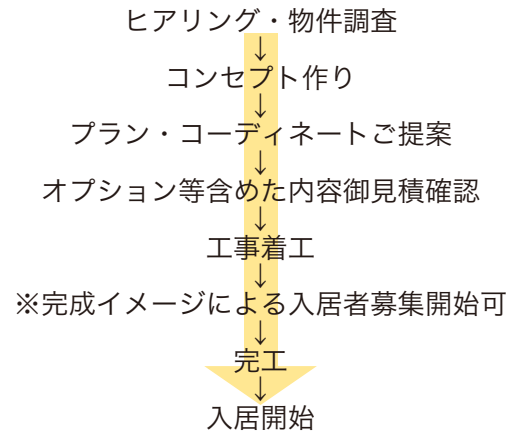 ヒアリング・物件調査
↓
コンセプト作り
↓
プラン・コーディネートご提案
↓
オプション等含めた内容御見積確認
↓
工事着工
↓
※完成イメージによる入居者募集開始可
↓
完工
↓
入居開始